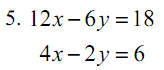 5. 12x – 6y = 18
4x – 2y = 6